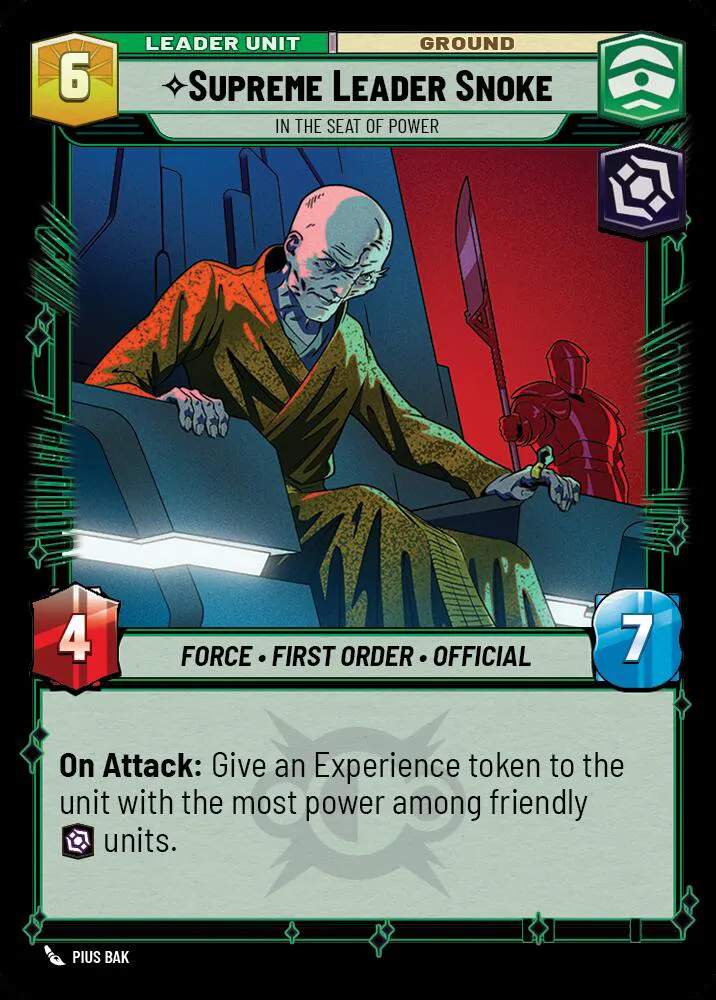 LEADER UNIT
GROUND
6
SUPREME LEADER SNOKE
IN THE SEAT OF POWER
4
FORCE • FIRST ORDER • OFFICIAL
7
On Attack: Give an Experience token to the
unit with the most power among friendly
units.
PIUS BAK